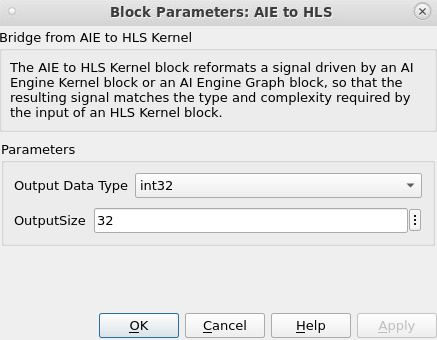 Block Parameters: AIE to HLS
Bridge from AIE to HLS Kernel
The AIE to HLS Kernel block reformats a signal driven by an AI
Engine Kernel block or an AI Engine Graph block, so that the
resulting signal matches the type and complexity required by
the input of an HLS Kernel block.
Parameters
Output Data Type int32
OutputSize 32
OK Cancel Help Apply